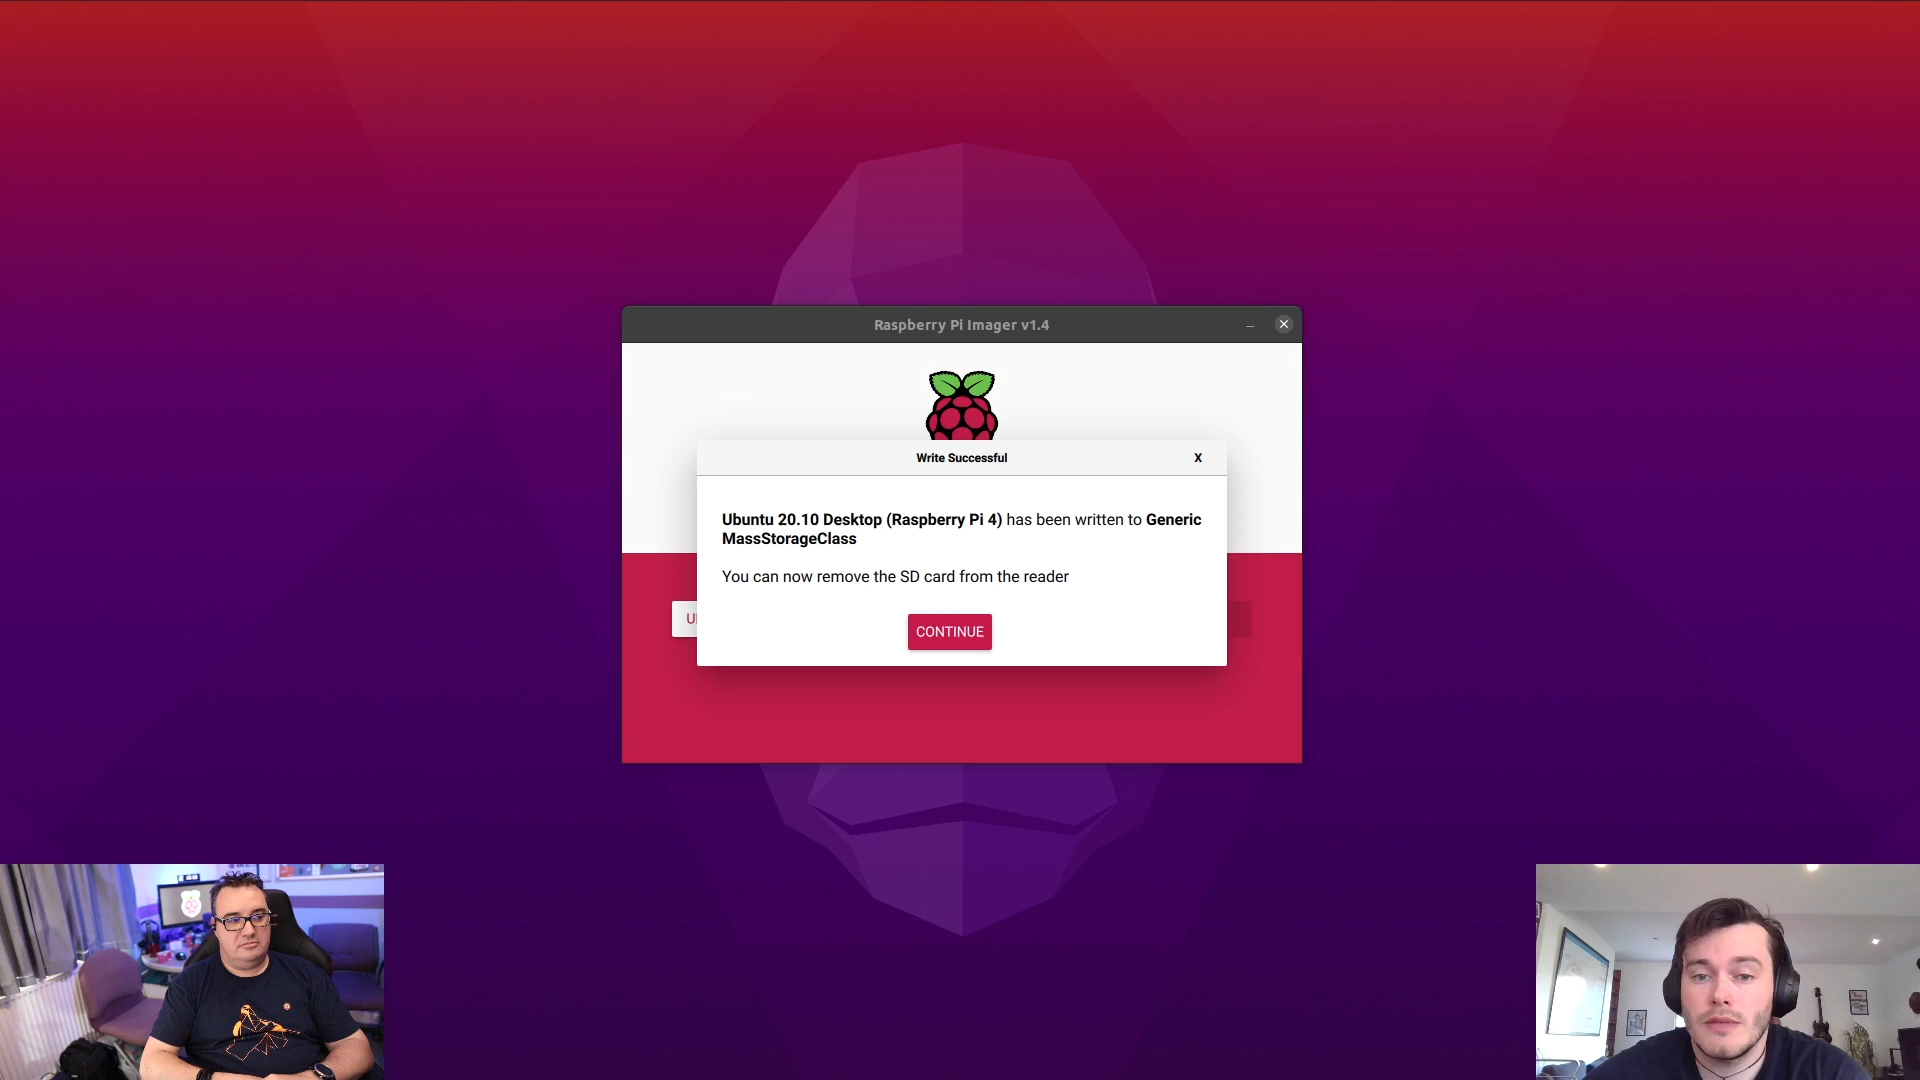 Raspberry Pi Imager v1.4
Write Successful
X
Ubuntu 20.10 Desktop (Raspberry Pi 4) has been written to Generic
MassStorageClass
You can now remove the SD card from the reader
U
CONTINUE